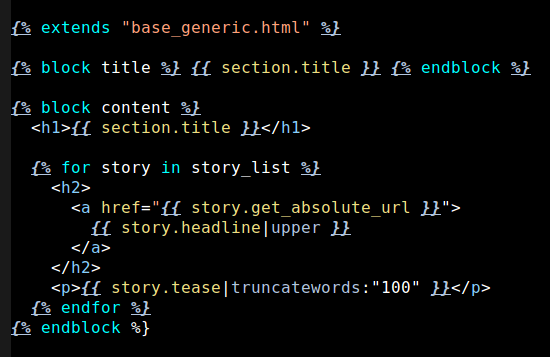 {% extends "base_generic.html" %}
{% block title %} {{ section.title }} {% endblock %}
{% block content %}
<h1>{{ section.title }}</h1>
{% for story in story_list %}
<h2>
<a href="{{ story.get_absolute_url }}">
{{ story.headline|upper }}
</a>
</h2>
<p>{{ story.tease|truncatewords:"100" }}</p>
{% endfor %}
{% endblock %}